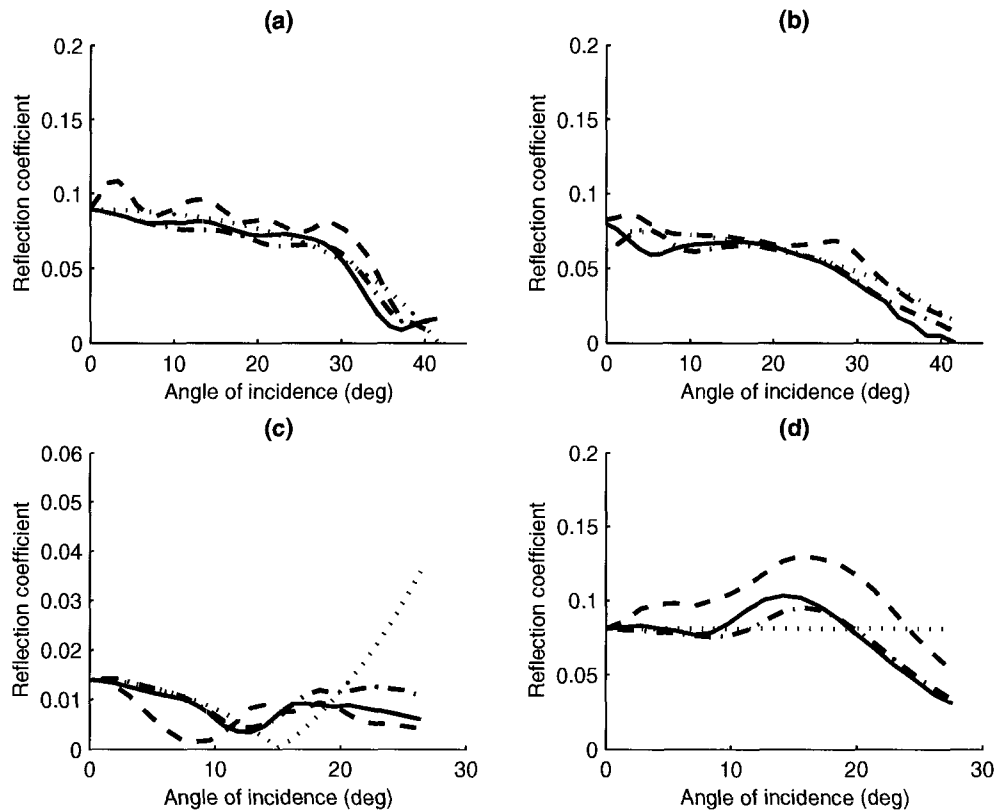 (a)
Reflection coefficient
0.2
0.15
0.1
0.05
0
0 10 20 30 40
Angle of incidence (deg)
(b)
Reflection coefficient
0.2
0.15
0.1
0.05
0
0 10 20 30 40
Angle of incidence (deg)
(c)
Reflection coefficient
0.06
0.05
0.04
0.03
0.02
0.01
0
0 10 20 30
Angle of incidence (deg)
(d)
Reflection coefficient
0.2
0.15
0.1
0.05
0
0 10 20 30
Angle of incidence (deg)